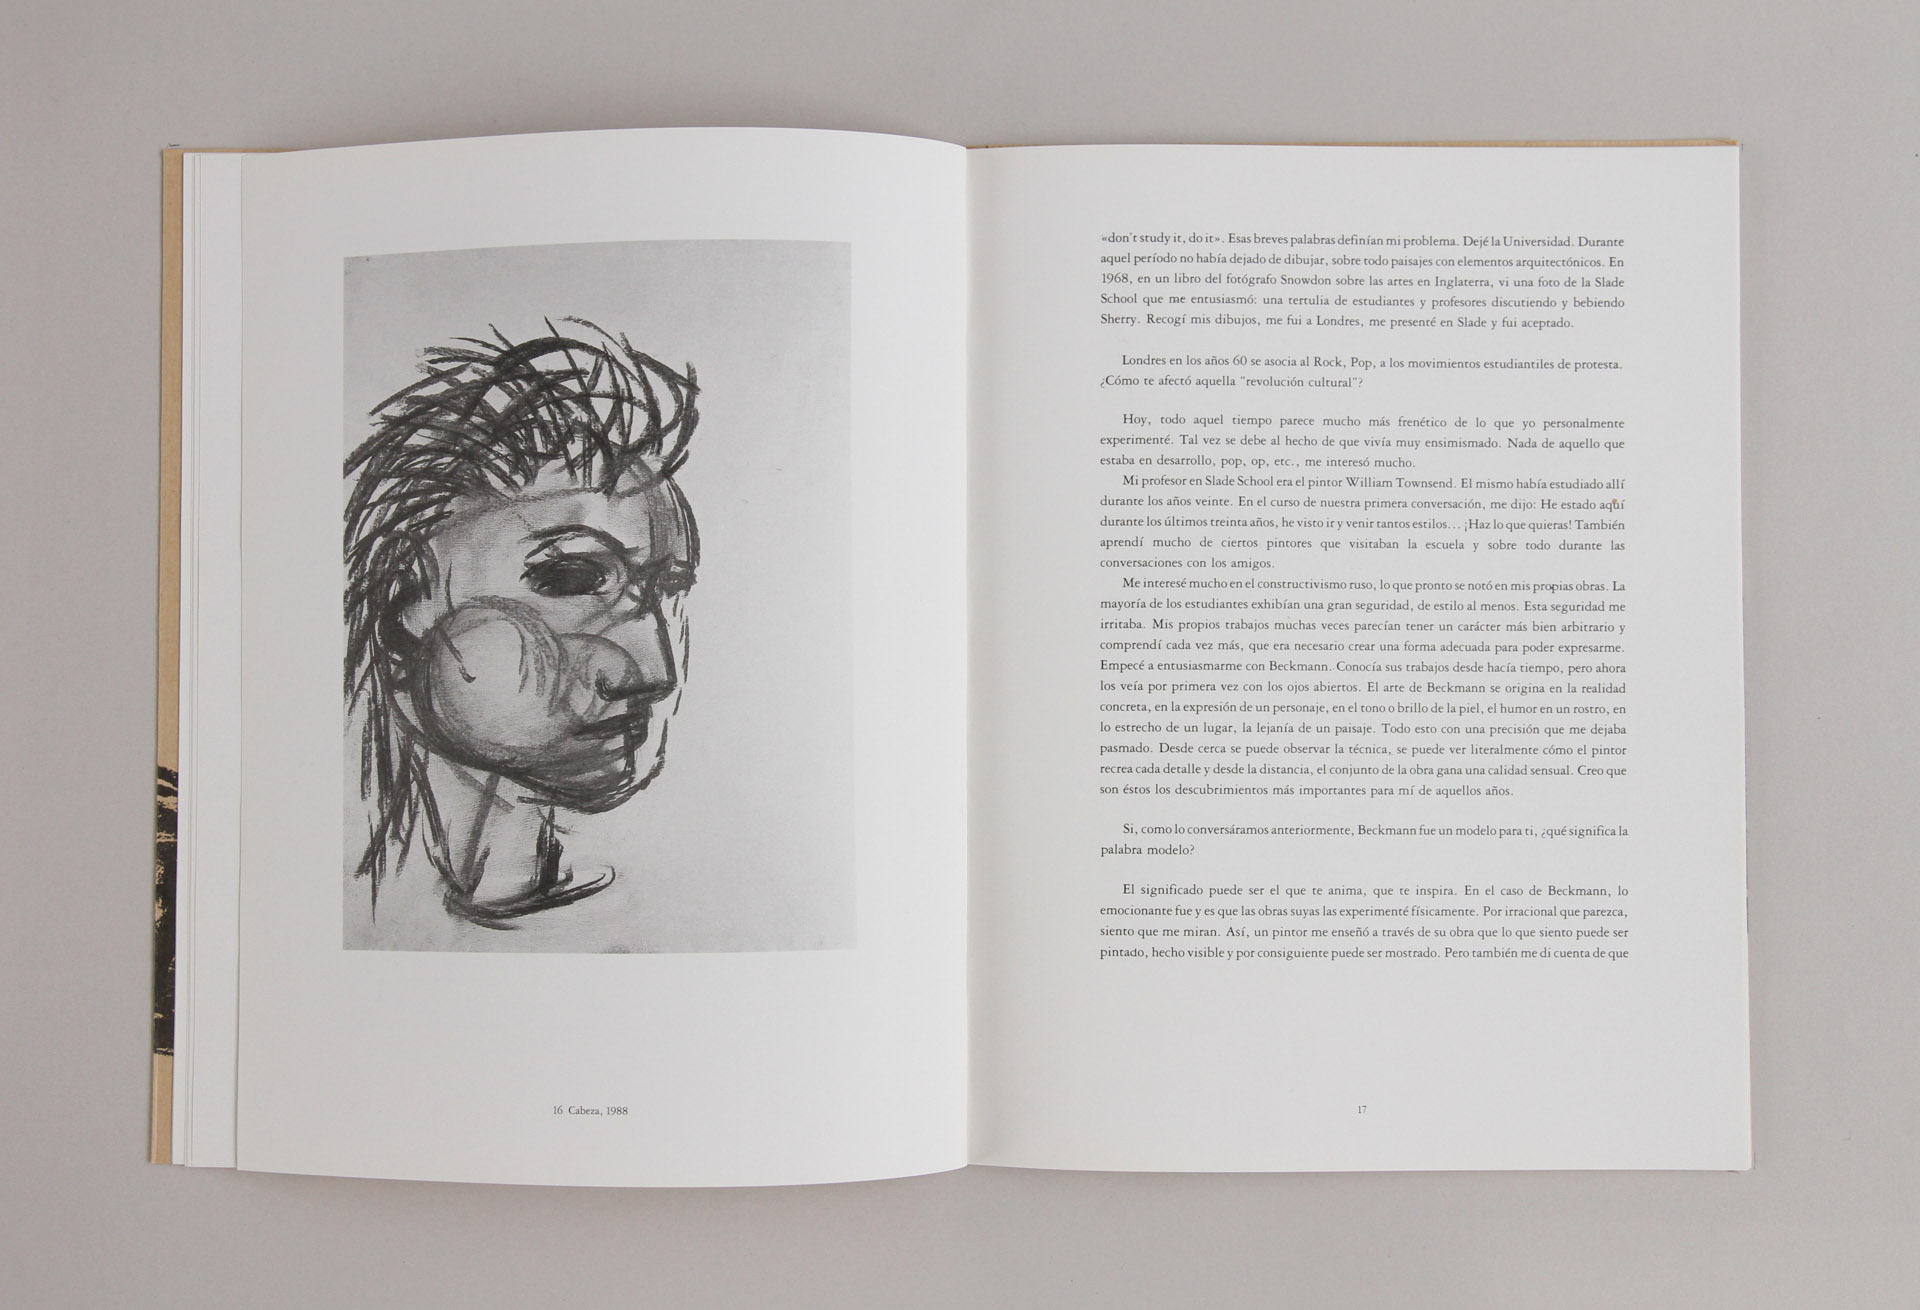 16 Cabeza, 1988
«don't study it, do it». Esas breves palabras definían mi problema. Dejé la Universidad. Durante
aquel período no había dejado de dibujar, sobre todo paisajes con elementos arquitectónicos. En
1968, en un libro del fotógrafo Snowdon sobre las artes en Inglaterra, vi una foto de la Slade
School que me entusiasmó: una tertulia de estudiantes y profesores discutiendo y bebiendo
Sherry. Recogí mis dibujos, me fui a Londres, me presenté en Slade y fui aceptado.
Londres en los años 60 se asocia al Rock, Pop, a los movimientos estudiantiles de protesta.
¿Cómo te afectó aquella "revolución cultural"?
Hoy, todo aquel tiempo parece mucho más frenético de lo que yo personalmente
experimenté. Tal vez se debe al hecho de que vivía muy ensimismado. Nada de aquello que
estaba en desarrollo, pop, op, etc., me interesó mucho.
Mi profesor en Slade School era el pintor William Townsend. El mismo había estudiado allí
durante los años veinte. En el curso de nuestra primera conversación, me dijo: He estado aquí
durante los últimos treinta años, he visto ir y venir tantos estilos... ¡Haz lo que quieras! También
aprendí mucho de ciertos pintores que visitaban la escuela y sobre todo durante las
conversaciones con los amigos.
Me interesé mucho en el constructivismo ruso, lo que pronto se notó en mis propias obras. La
mayoría de los estudiantes exhibían una gran seguridad, de estilo al menos. Esta seguridad me
irritaba. Mis propios trabajos muchas veces parecían tener un carácter más bien arbitrario y
comprendí cada vez más, que era necesario crear una forma adecuada para poder expresarme.
Empecé a entusiasmarme con Beckmann. Conocía sus trabajos desde hacía tiempo, pero ahora
los veía por primera vez con los ojos abiertos. El arte de Beckmann se origina en la realidad
concreta, en la expresión de un personaje, en el tono o brillo de la piel, el humor en un rostro, en
lo estrecho de un lugar, la lejanía de un paisaje. Todo esto con una precisión que me dejaba
pasmado. Desde cerca se puede observar la técnica, se puede ver literalmente cómo el pintor
recrea cada detalle y desde la distancia, el conjunto de la obra gana una calidad sensual. Creo que
son éstos los descubrimientos más importantes para mí de aquellos años.
Si, como lo conversáramos anteriormente, Beckmann fue un modelo para ti, ¿qué significa la
palabra modelo?
El significado puede ser el que te anima, que te inspira. En el caso de Beckmann, lo
emocionante fue y es que las obras suyas las experimenté físicamente. Por irracional que parezca,
siento que me miran. Así, un pintor me enseñó a través de su obra que lo que siento puede ser
pintado, hecho visible y por consiguiente puede ser mostrado. Pero también me di cuenta de que
17